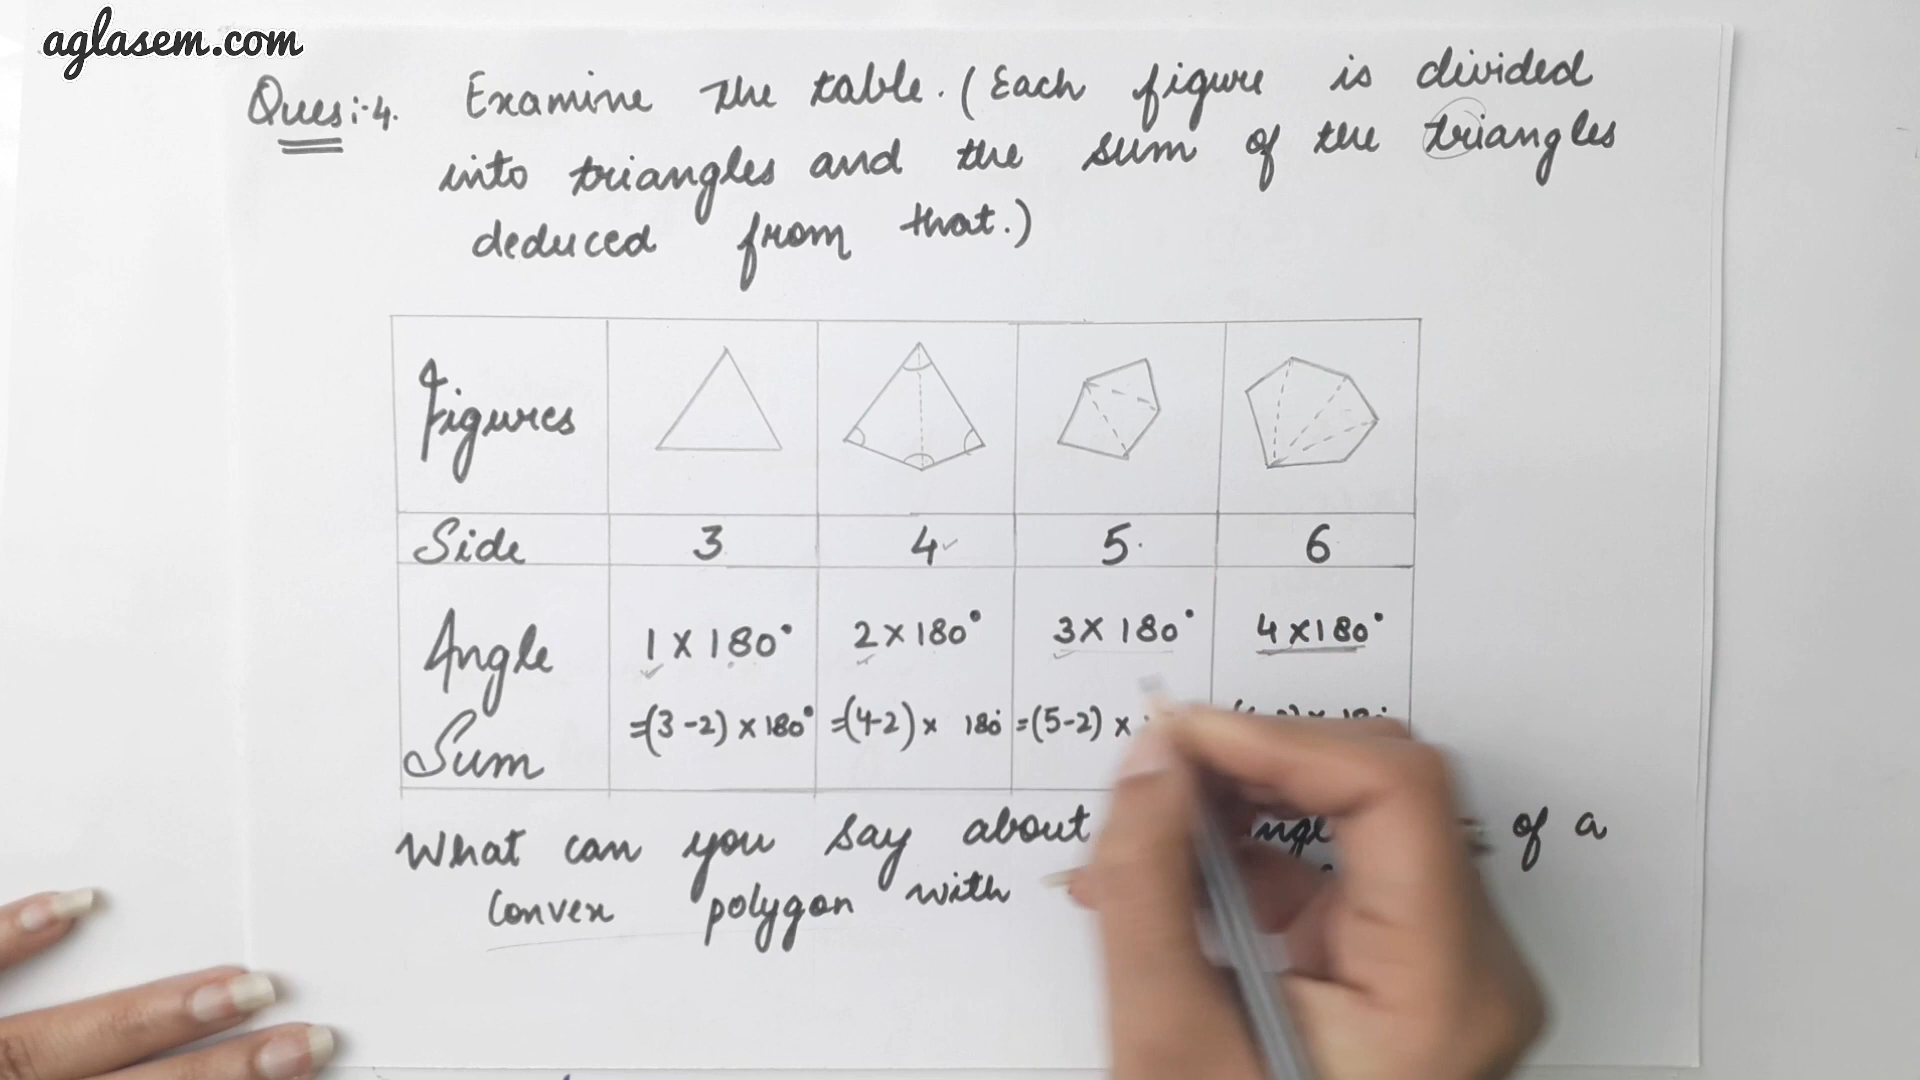 aglasem.com
Ques:-4. Examine the table. (Each figure is divided
into triangles and the sum of the triangles
deduced from that.)
Figures
Side 3 4 5 6
Angle 1 X 180° 2 X 180° 3 X 180° 4 X 180°
Sum =(3-2) X 180° =(4-2) X 180 =(5-2) X
What can you say about of a
convex polygon with